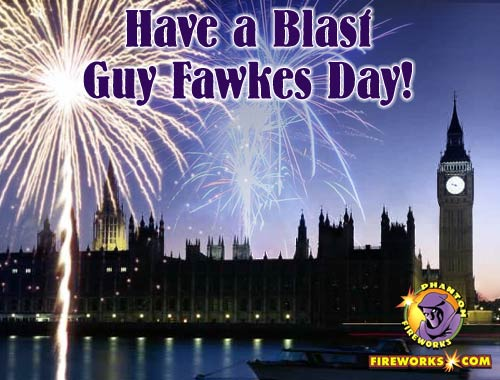 Have a Blast
Guy Fawkes Day!
PHANTOM
FIREWORKS
FIREWORKS.COM